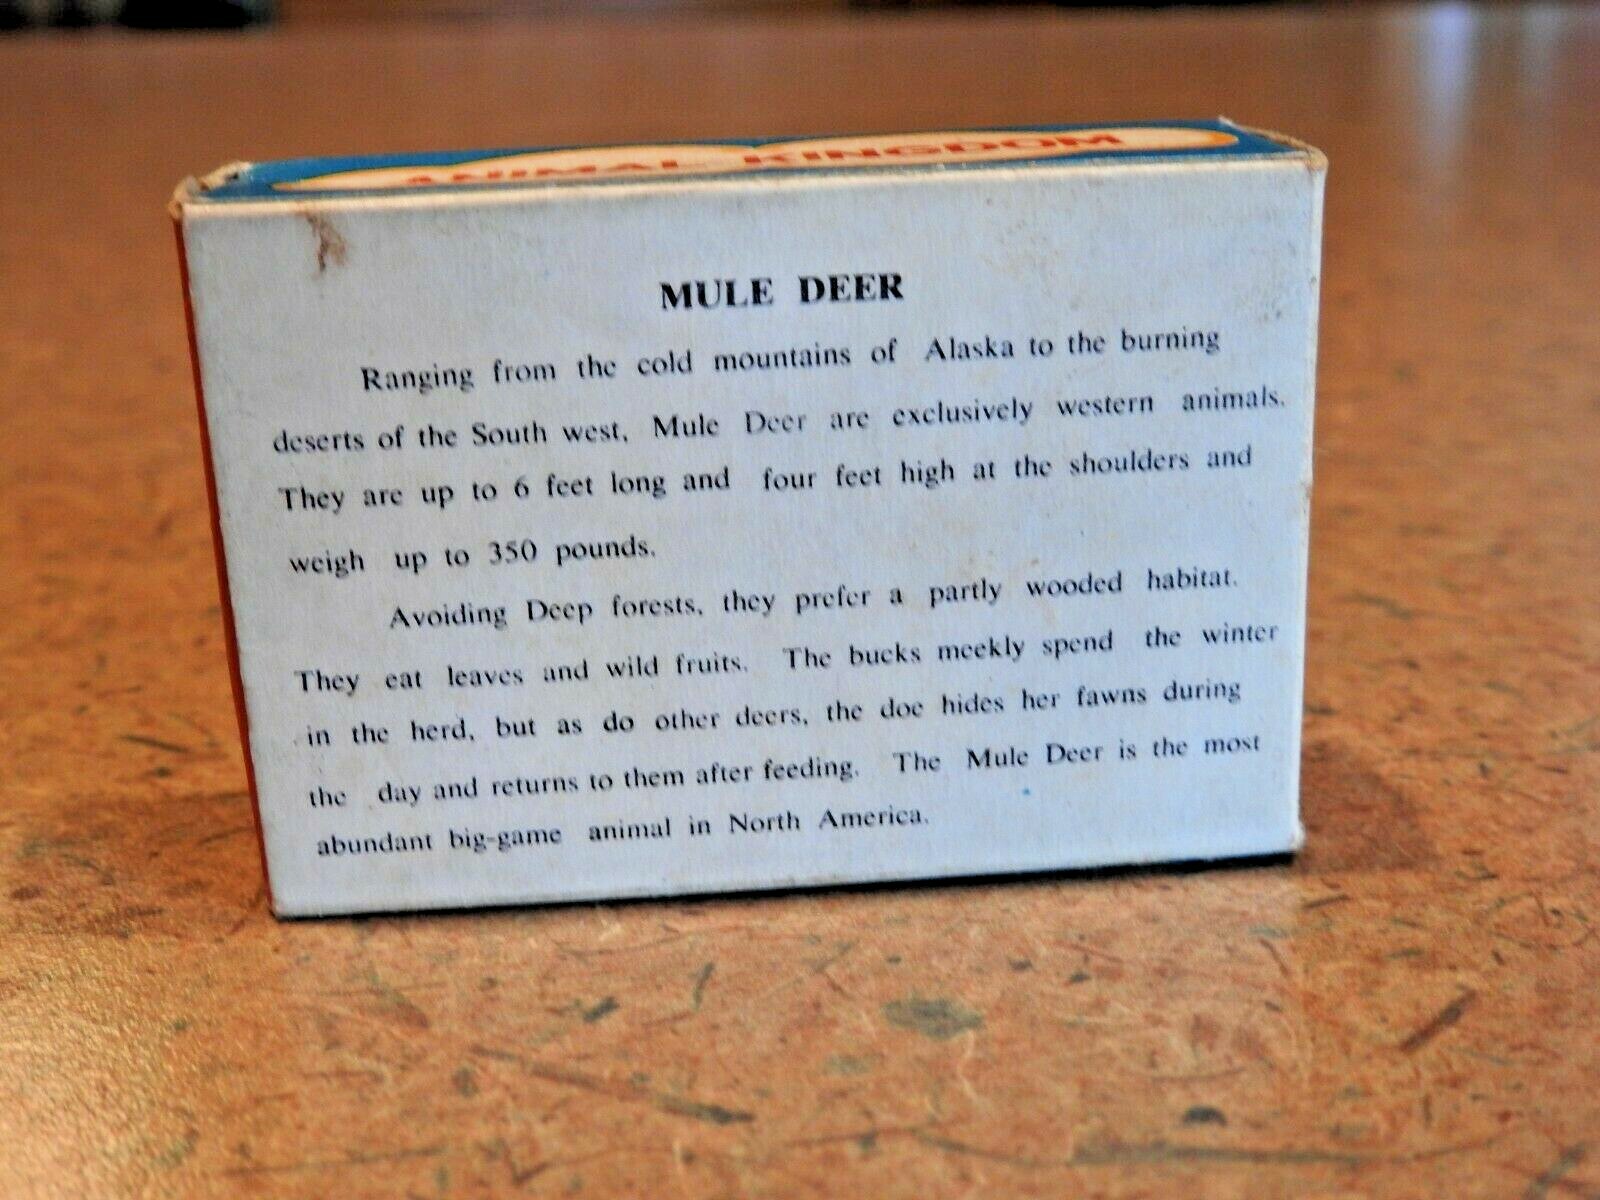 ANIMAL KINGDOM
MULE DEER
Ranging from the cold mountains of Alaska to the burning
deserts of the South west, Mule Deer are exclusively western animals.
They are up to 6 feet long and four feet high at the shoulders and
weigh up to 350 pounds.
Avoiding Deep forests, they prefer a partly wooded habitat.
They eat leaves and wild fruits. The bucks meekly spend the winter
in the herd, but as do other deers, the doe hides her fawns during
the day and returns to them after feeding. The Mule Deer is the most
abundant big-game animal in North America.